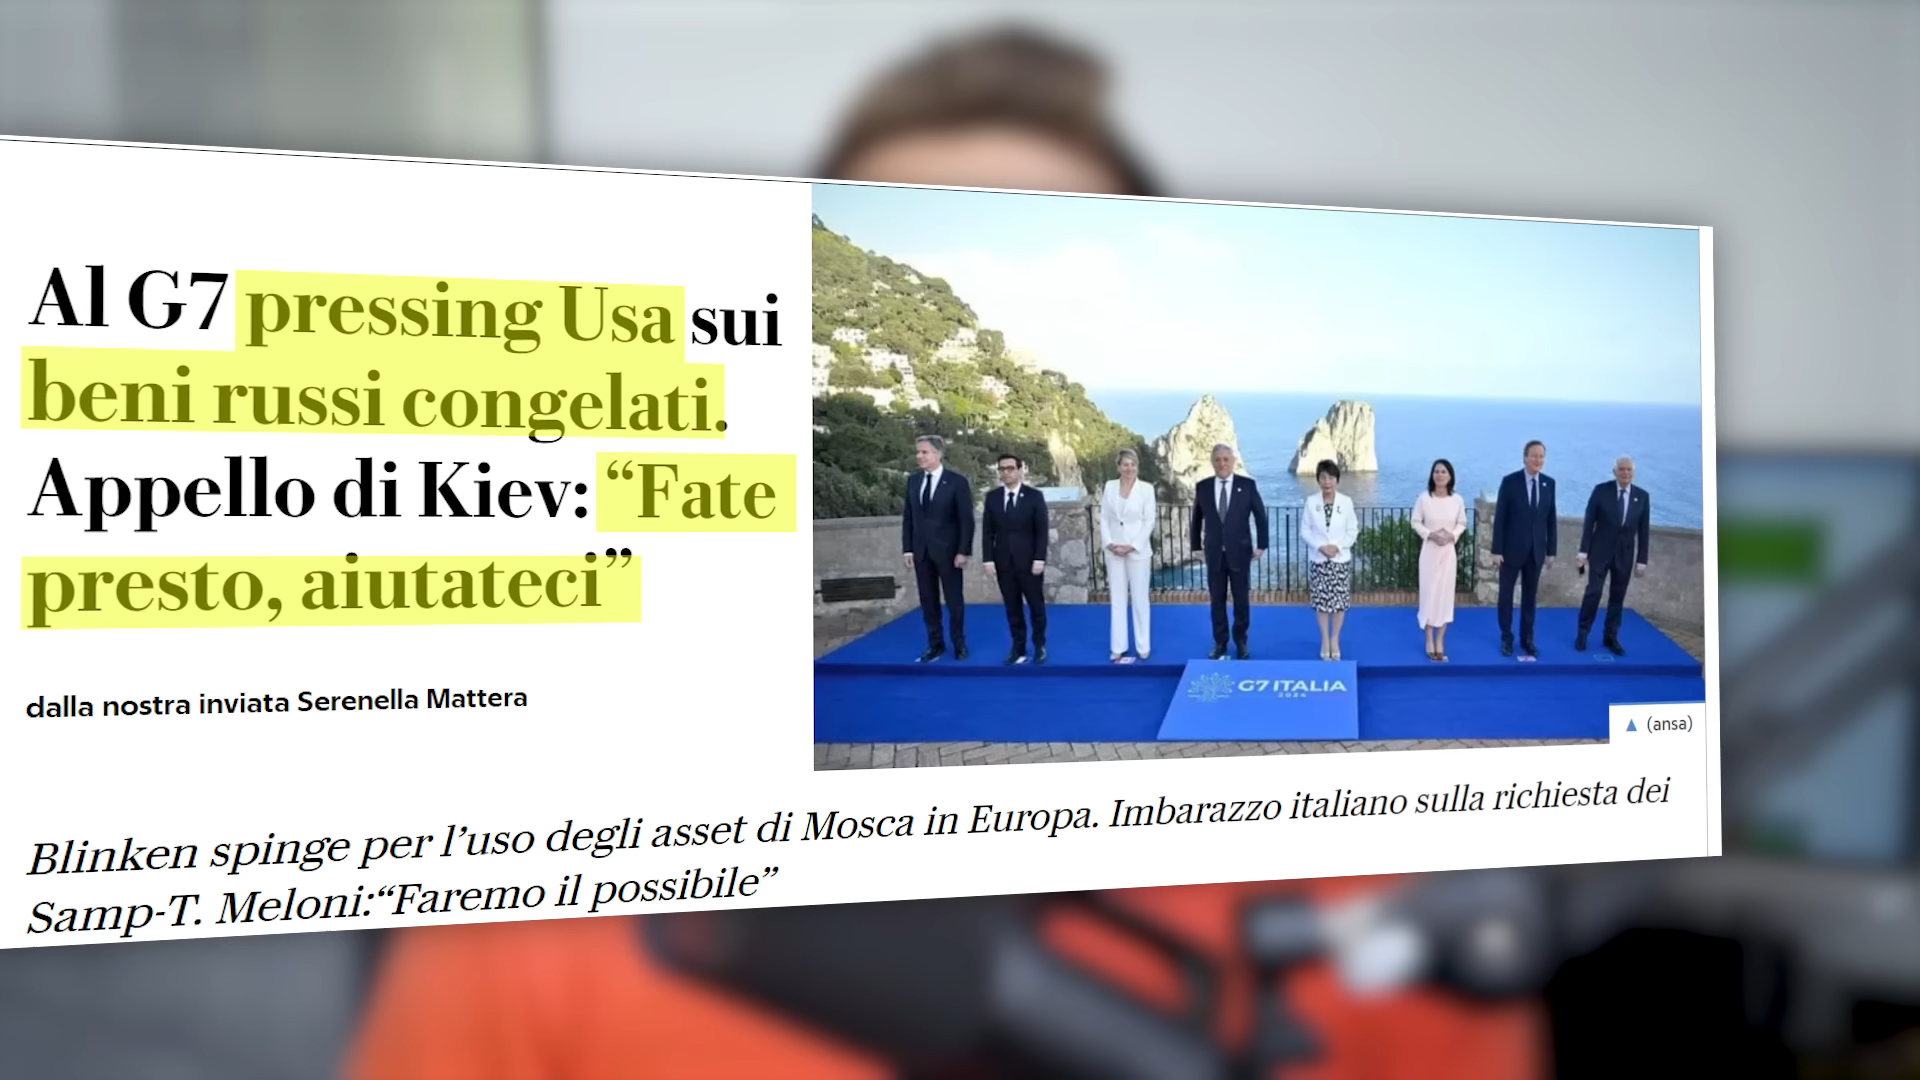 Al G7 pressing Usa sui
beni russi congelati.
Appello di Kiev: “Fate
presto, aiutateci”
dalla nostra inviata Serenella Mattera
G7 ITALIA
2024
▲ (ansa)
Blinken spinge per l’uso degli asset di Mosca in Europa. Imbarazzo italiano sulla richiesta dei
Samp-T. Meloni:“Faremo il possibile”